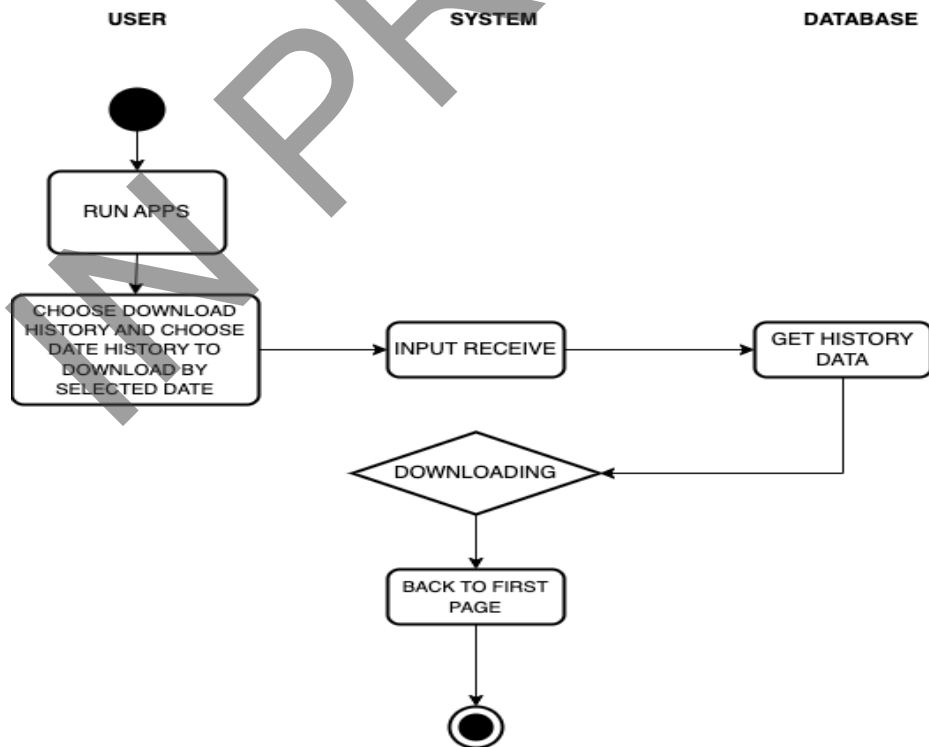 USER
SYSTEM
DATABASE
RUN APPS
CHOOSE DOWNLOAD
HISTORY AND CHOOSE
DATE HISTORY TO
DOWNLOAD BY
SELECTED DATE
INPUT RECEIVE
GET HISTORY
DATA
DOWNLOADING
BACK TO FIRST
PAGE
IN